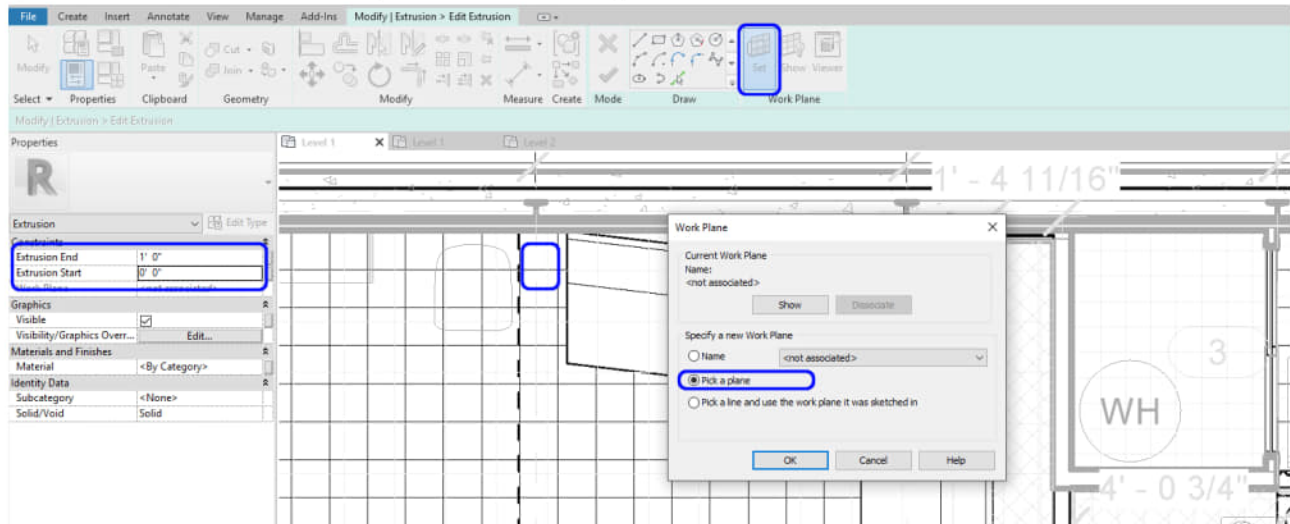 File Create Insert Annotate View Manage Add-Ins Modify | Extrusion > Edit Extrusion
Modify Paste Cut Join Set Show Viewer
Select Properties Clipboard Geometry Modify Measure Create Mode Draw Work Plane
Modify | Extrusion > Edit Extrusion
Properties
Level 1 Level 1 Level 2
R
1' - 4 11/16"
Extrusion Edit Type
Constraints
Extrusion End 1' 0"
Extrusion Start 0' 0"
Work Plane <not associated>
Graphics
Visible
Visibility/Graphics Overr... Edit...
Materials and Finishes
Material <By Category>
Identity Data
Subcategory <None>
Solid/Void Solid
Work Plane
Current Work Plane
Name:
<not associated>
Show Dissociate
Specify a new Work Plane
Name <not associated>
Pick a plane
Pick a line and use the work plane it was sketched in
OK Cancel Help
3
WH
4' - 0 3/4"